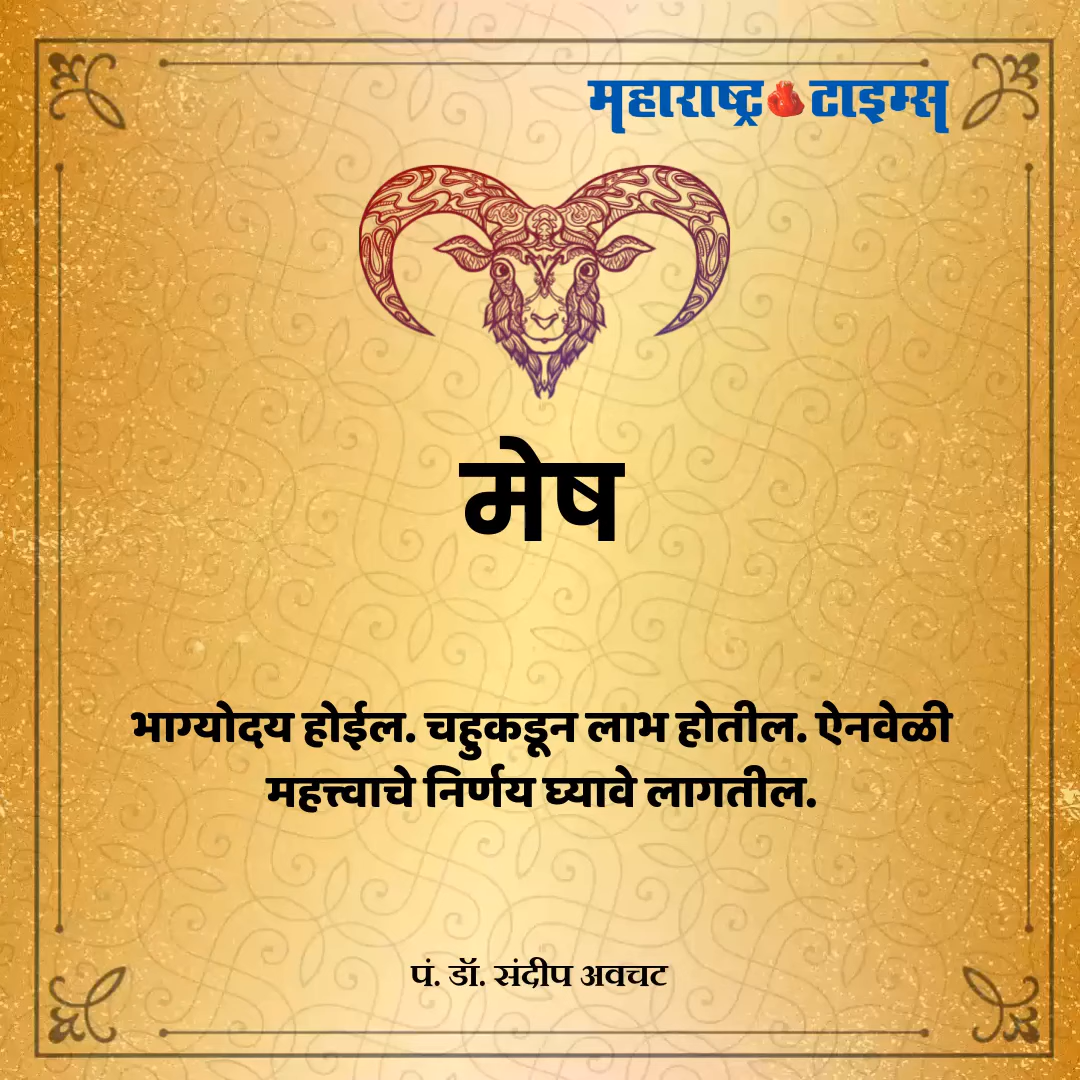 महाराष्ट्र टाइम्स
मेष
भाग्योदय होईल. चहुकडून लाभ होतील. ऐनवेळी
महत्त्वाचे निर्णय घ्यावे लागतील.
पं. डॉ. संदीप अवचट